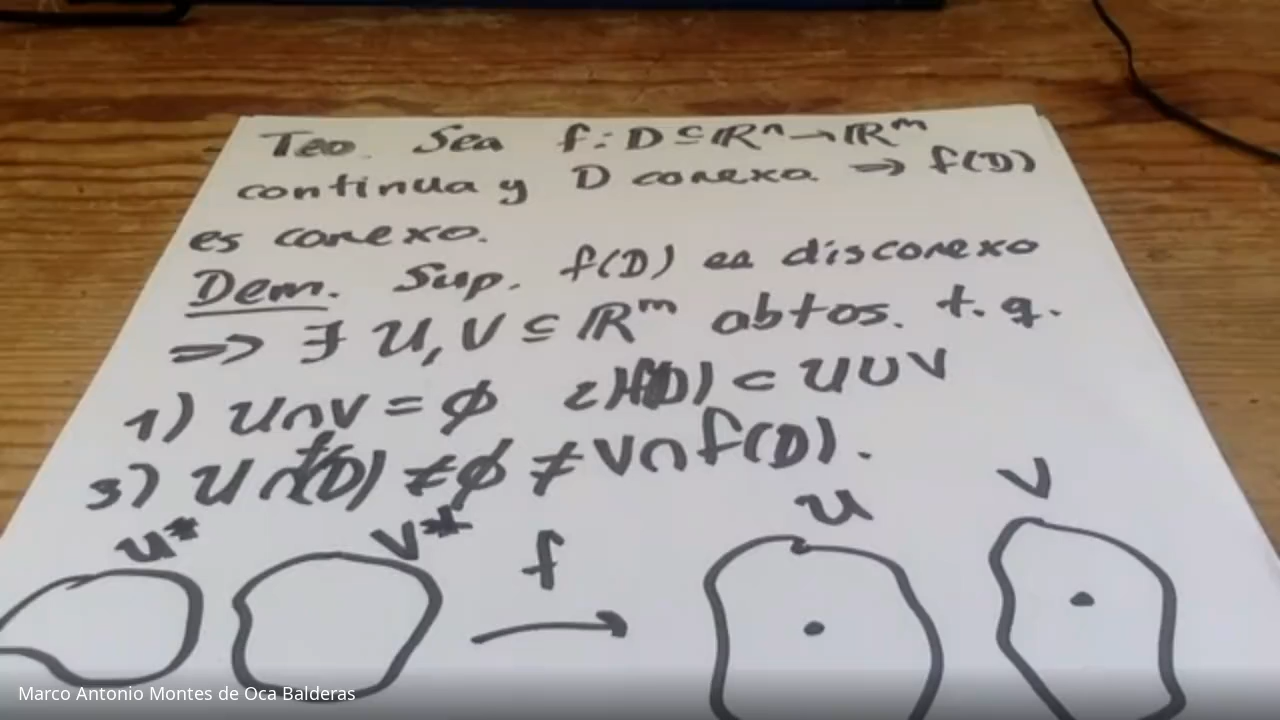 Teo. Sea f: D ⊆ ℝⁿ → ℝᵐ
continua y D conexo ⇒ f(D)
es conexo.
Dem. Sup. f(D) es disconexo
⇒ ∃ U, V ⊆ ℝᵐ abtos. t.q.
1) U∩V = ∅ 2) f(D) ⊂ U∪V
3) U∩f(D) ≠ ∅ ≠ V∩f(D).
U* V* f U V
Marco Antonio Montes de Oca Balderas